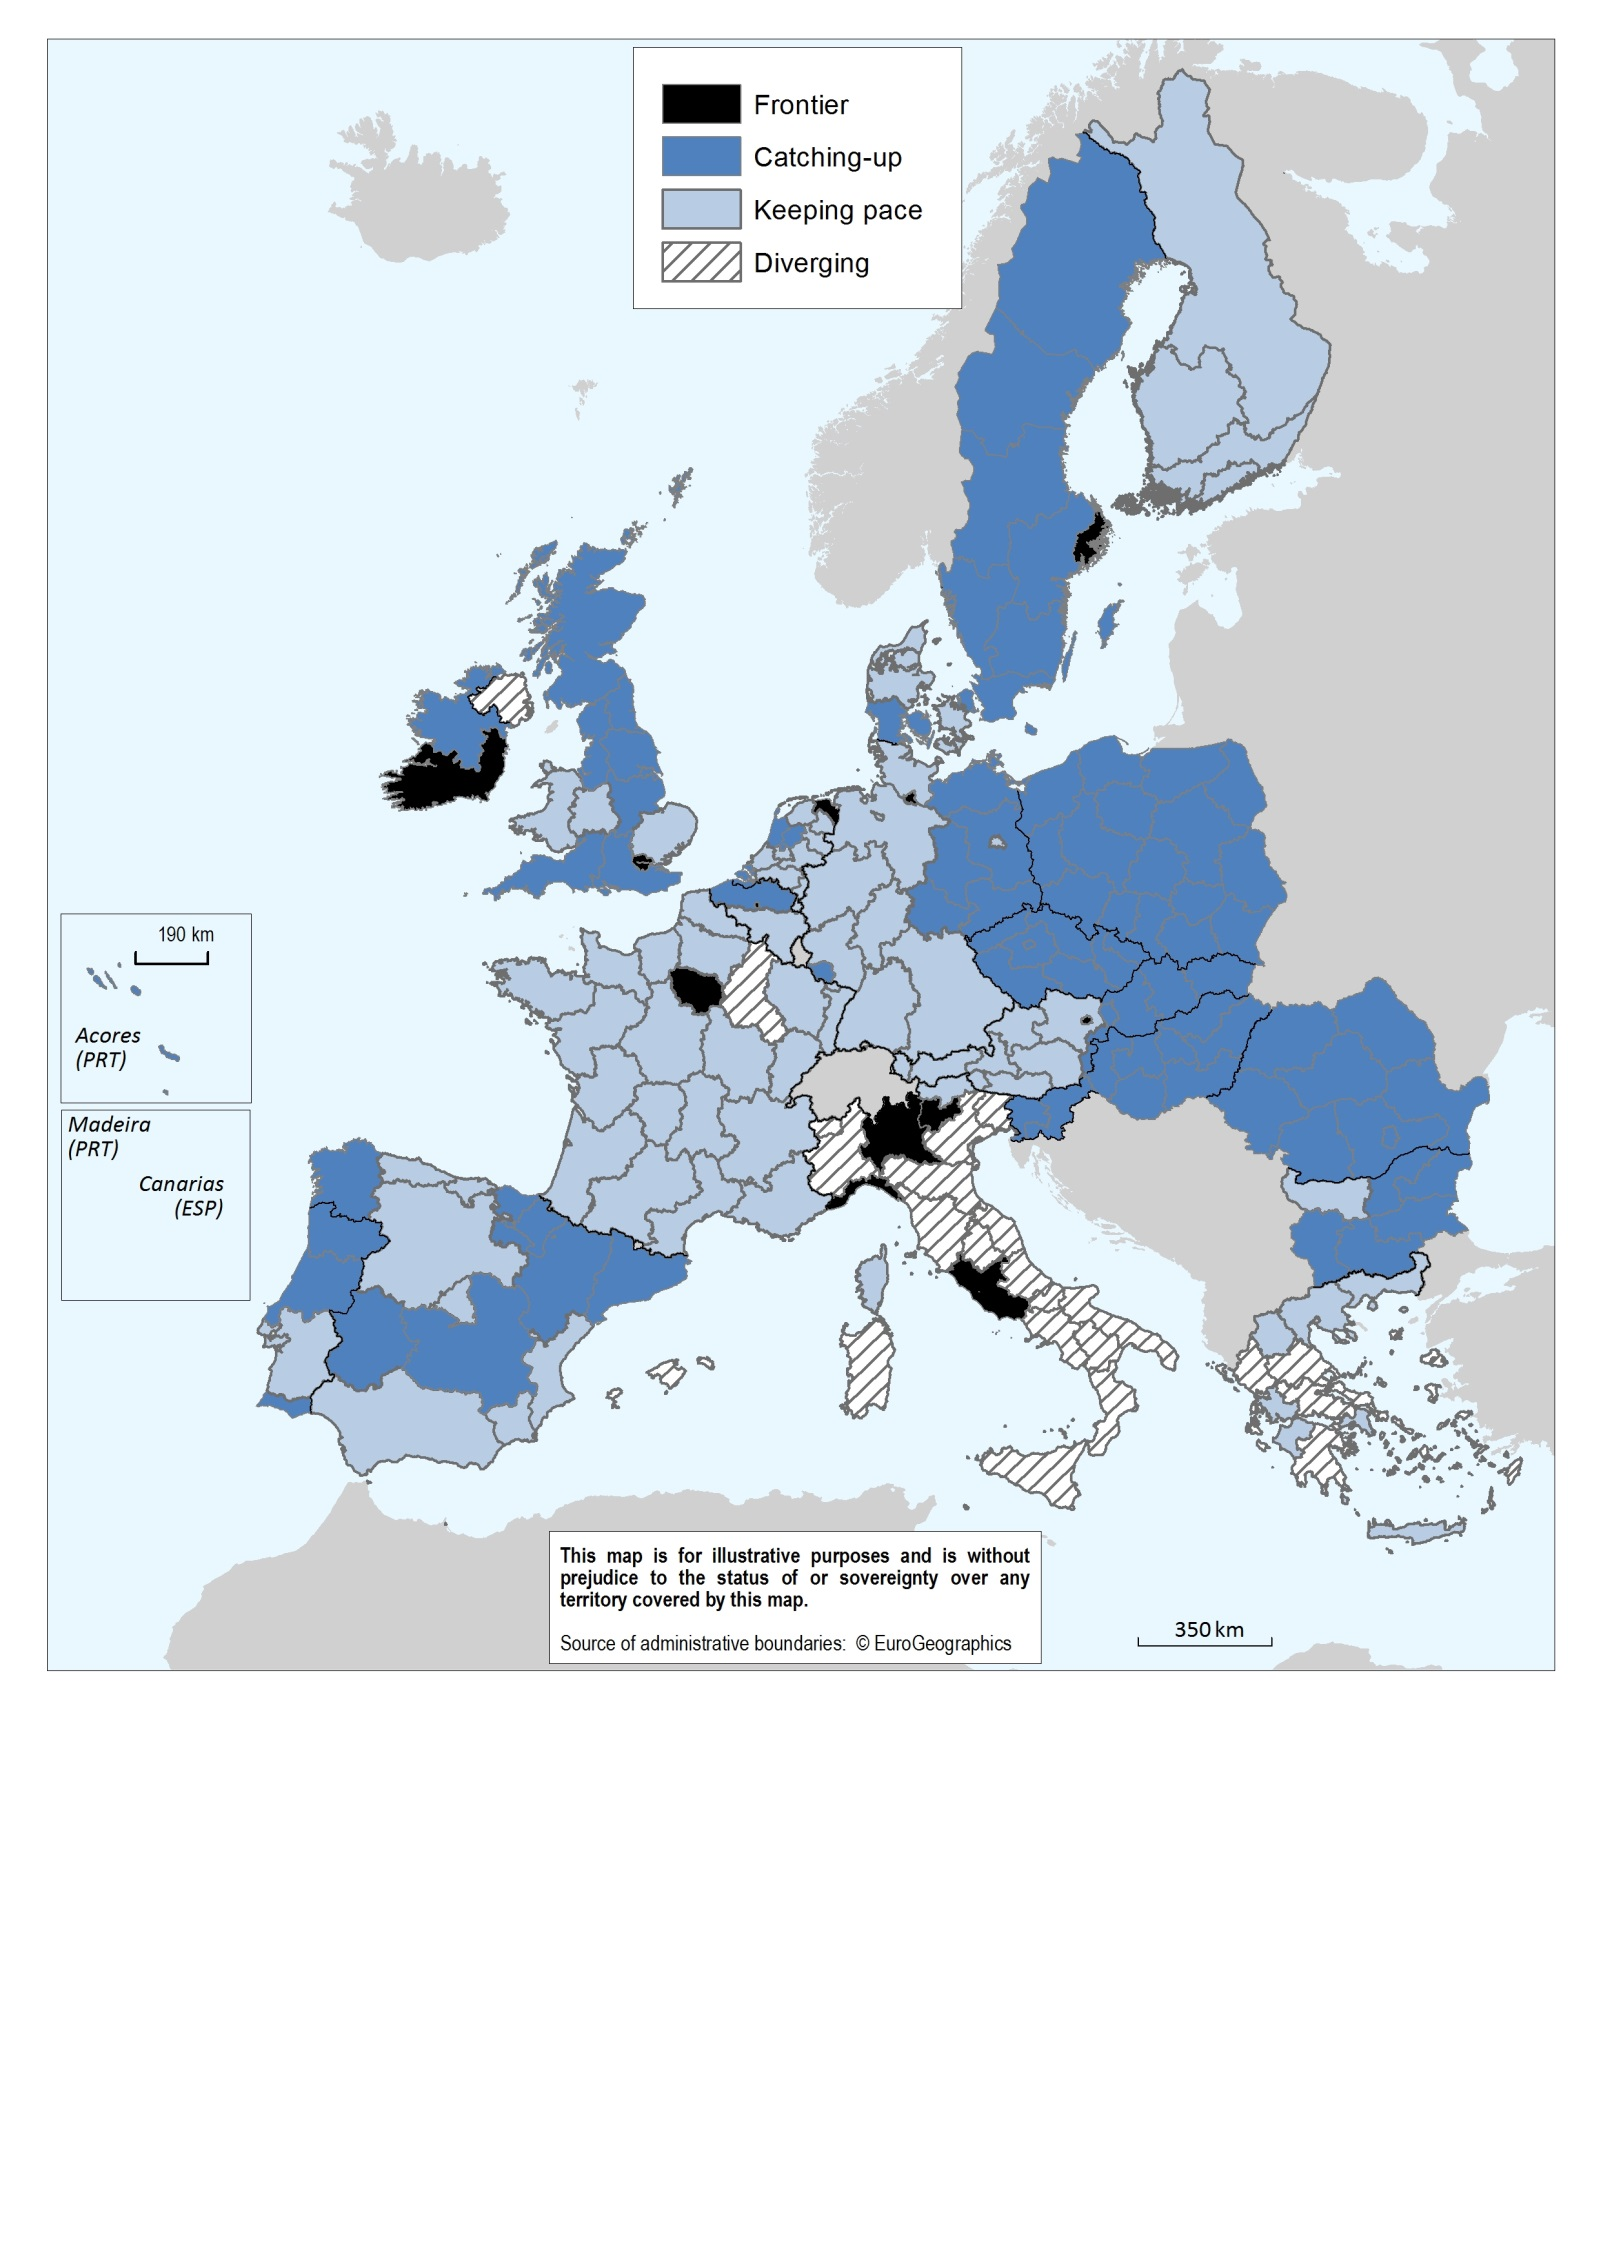 Frontier
Catching-up
Keeping pace
Diverging
190 km
Acores
(PRT)
Madeira
(PRT)
Canarias
(ESP)
This map is for illustrative purposes and is without
prejudice to the status of or sovereignty over any
territory covered by this map.
Source of administrative boundaries: © EuroGeographics
350 km